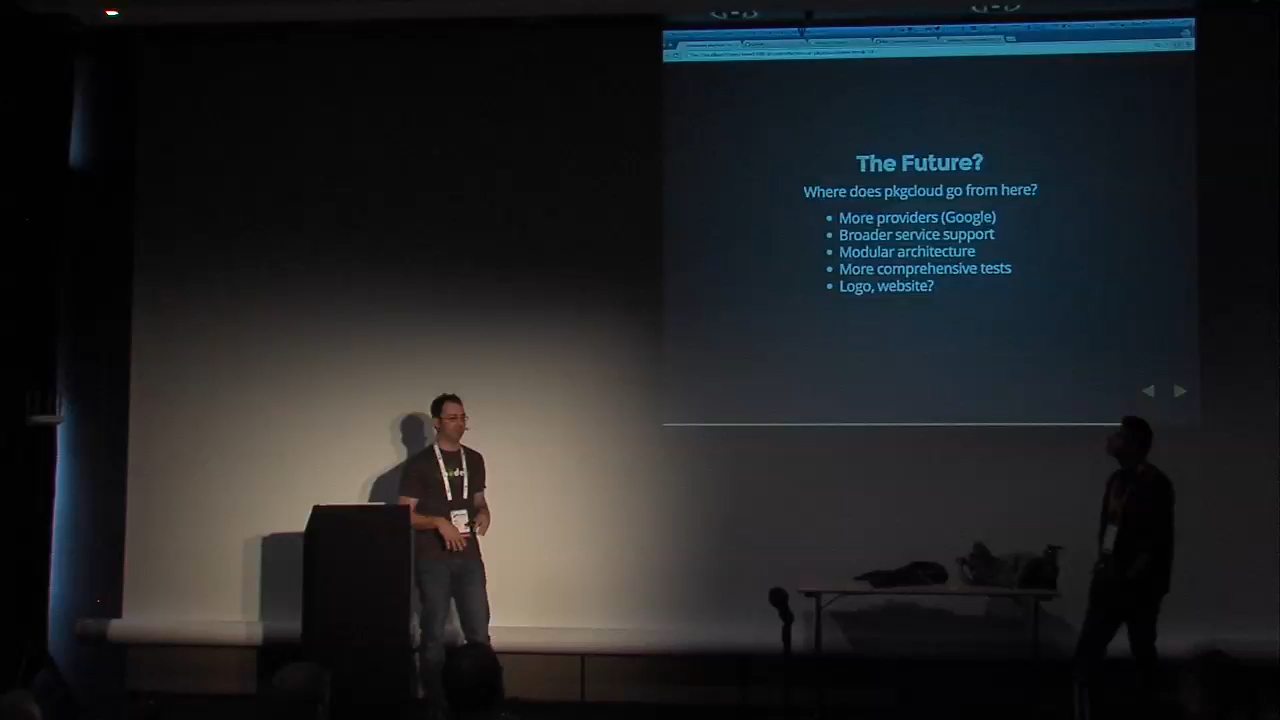 The Future?
Where does pkgcloud go from here?
• More providers (Google)
• Broader service support
• Modular architecture
• More comprehensive tests
• Logo, website?